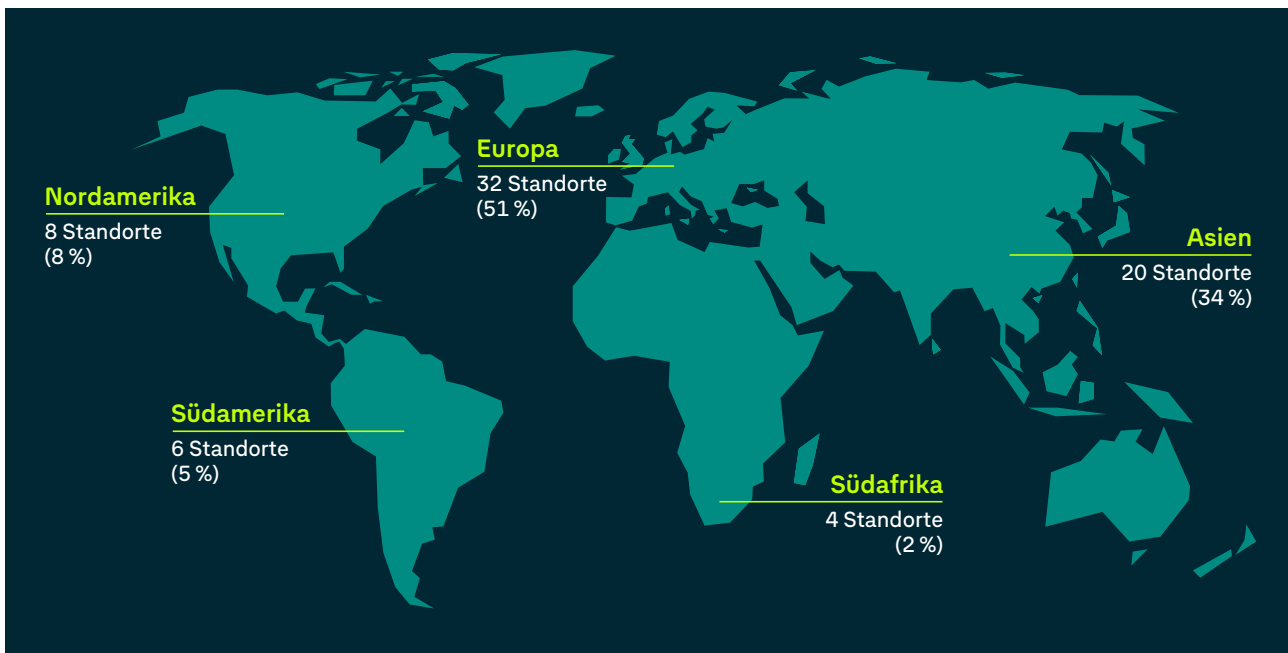 Europa
32 Standorte
(51 %)
Nordamerika
8 Standorte
(8 %)
Asien
20 Standorte
(34 %)
Südamerika
6 Standorte
(5 %)
Südafrika
4 Standorte
(2 %)